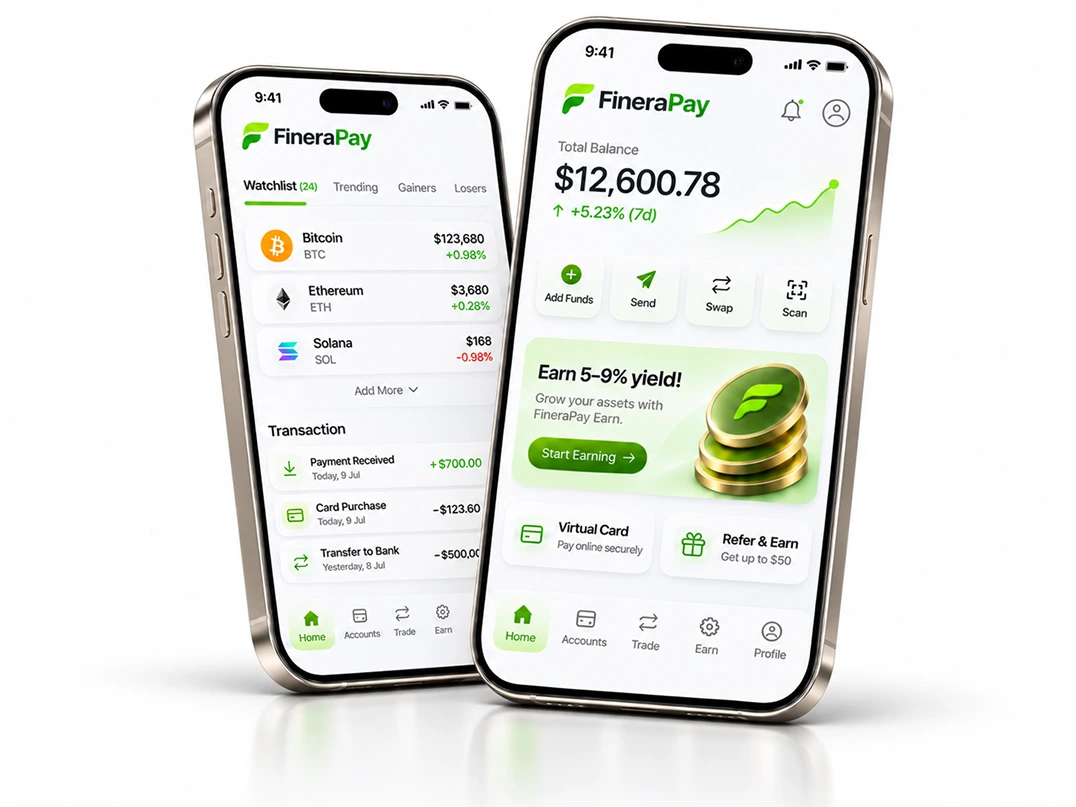 9:41
FineraPay
Watchlist (24) Trending Gainers Losers
Bitcoin $123,680
BTC +0.98%
Ethereum $3,680
ETH +0.28%
Solana $168
SOL -0.98%
Add More
Transaction
Payment Received +$700.00
Today, 9 Jul
Card Purchase -$123.60
Today, 9 Jul
Transfer to Bank -$500.00
Yesterday, 8 Jul
Home Accounts Trade Earn
9:41
FineraPay
Total Balance
$12,600.78
↑ +5.23% (7d)
Add Funds Send Swap Scan
Earn 5–9% yield!
Grow your assets with
FineraPay Earn.
Start Earning →
Virtual Card
Pay online securely
Refer & Earn
Get up to $50
Home Accounts Trade Earn Profile